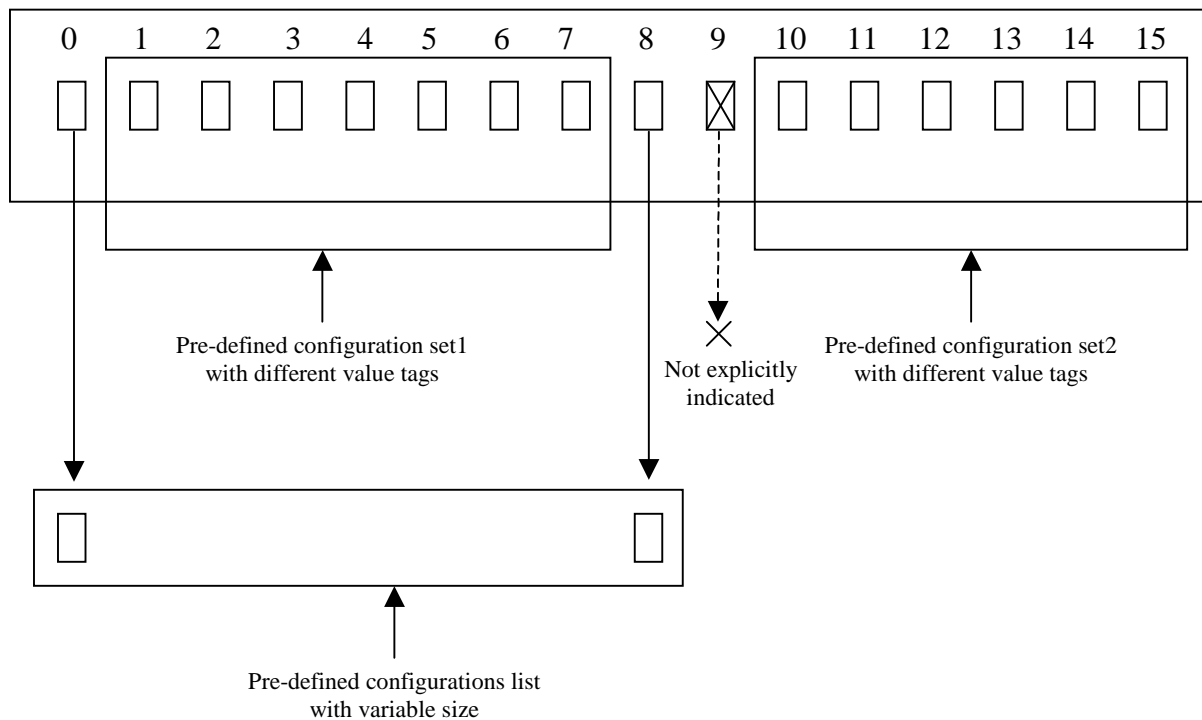 0 1 2 3 4 5 6 7 8 9 10 11 12 13 14 15
Pre-defined configuration set1
with different value tags
Not explicitly
indicated
Pre-defined configuration set2
with different value tags
Pre-defined configurations list
with variable size